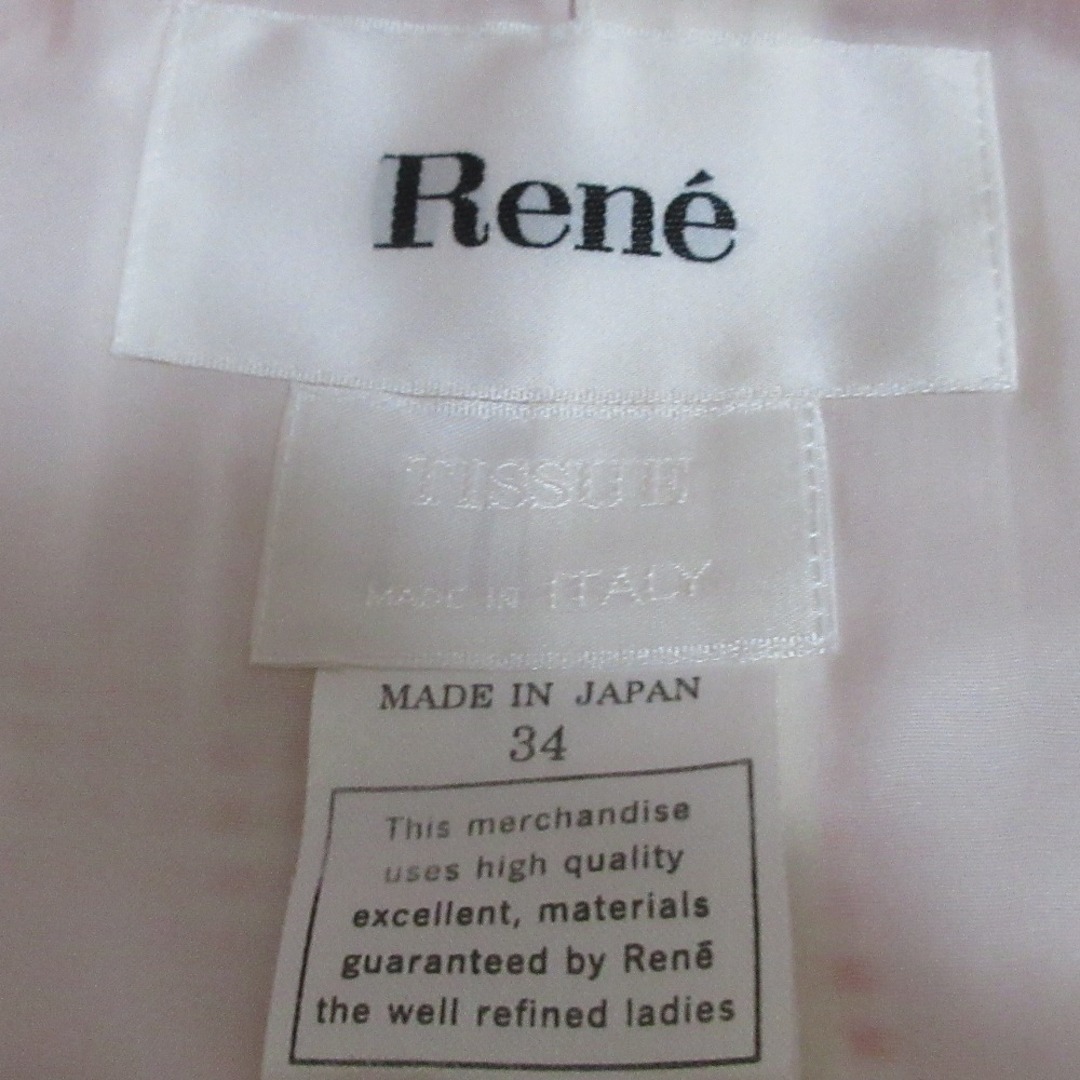 René
TISSUE
MADE IN ITALY
MADE IN JAPAN
34
This merchandise
uses high quality
excellent, materials
guaranteed by Renē
the well refined ladies